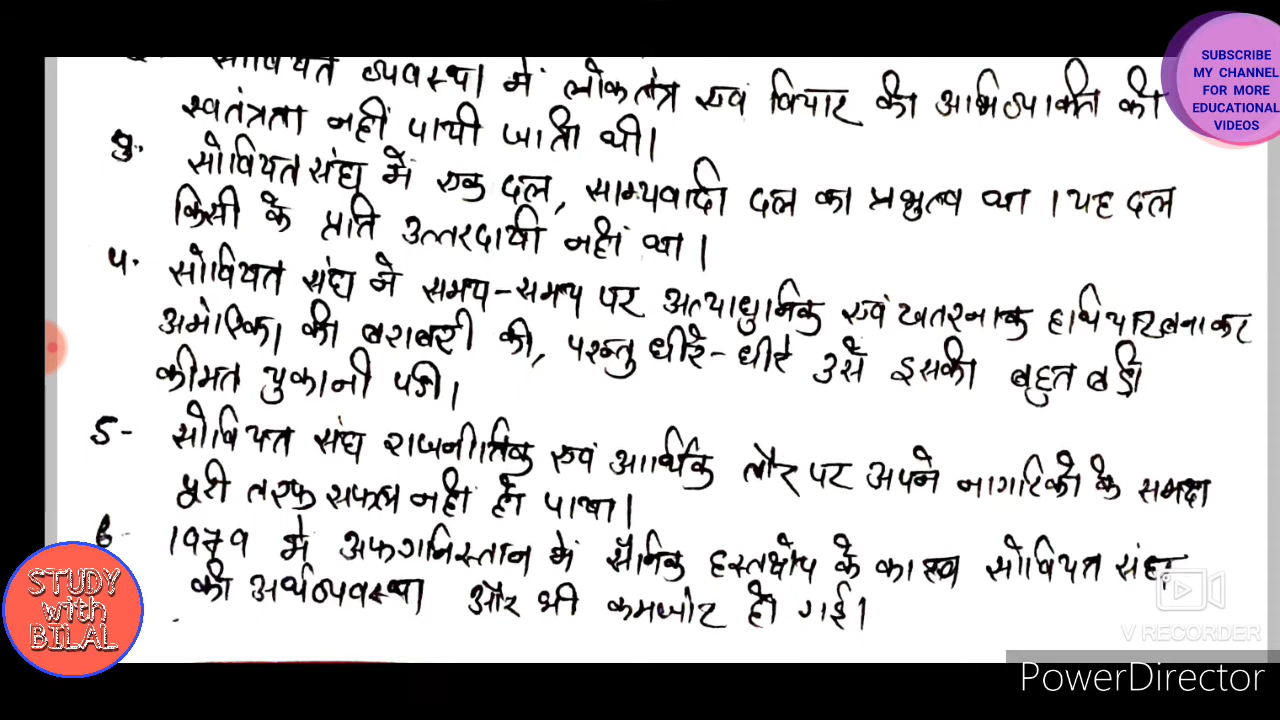 सोवियत व्यवस्था में लोकतंत्र एवं विचार की अभिव्यक्ति की
स्वतंत्रता नहीं पायी जाती थी।
3. सोवियत संघ में एक दल, साम्यवादी दल का प्रभुत्व था । यह दल
किसी के प्रति उत्तरदायी नहीं था।
4. सोवियत संघ ने समय-समय पर अत्याधुनिक एवं खतरनाक हथियार बनाकर
अमेरिका की बराबरी की, परन्तु धीरे-धीरे उसे इसकी बहुत बड़ी
कीमत चुकानी पड़ी।
5- सोवियत संघ राजनीतिक एवं आर्थिक तौर पर अपने नागरिकों के समक्ष
पूरी तरफ सफल नहीं हो पाया।
6- 1979 में अफगानिस्तान में सैनिक हस्तक्षेप के कारण सोवियत संघ
की अर्थव्यवस्था और भी कमजोर हो गई।
SUBSCRIBE
MY CHANNEL
FOR MORE
EDUCATIONAL
VIDEOS
STUDY
with
BILAL
V RECORDER
PowerDirector